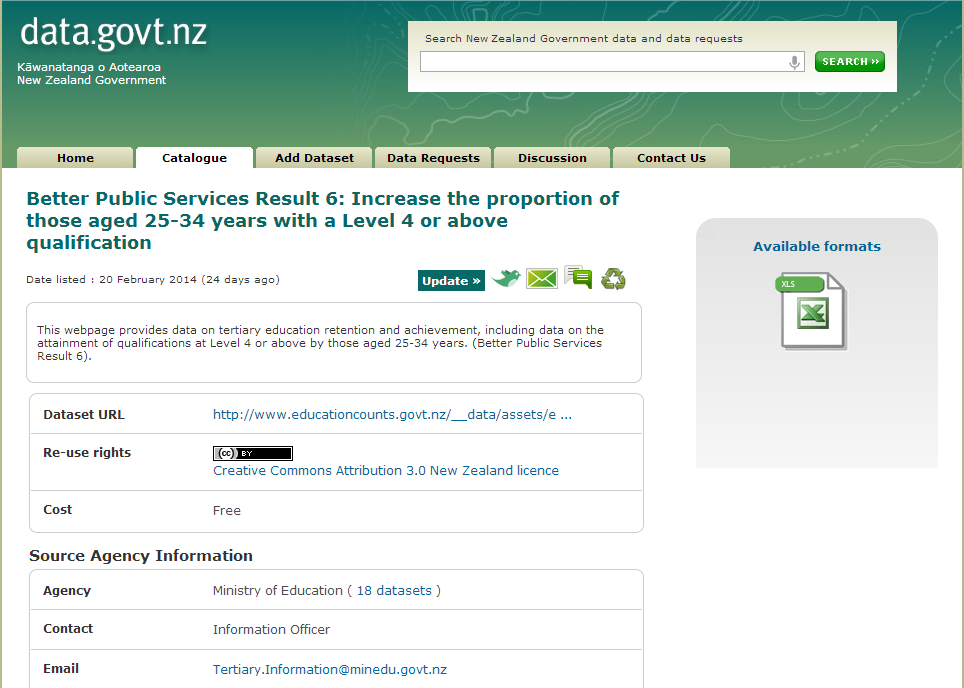 data.govt.nz
Kāwanatanga o Aotearoa
New Zealand Government
Search New Zealand Government data and data requests
SEARCH »
Home Catalogue Add Dataset Data Requests Discussion Contact Us
Better Public Services Result 6: Increase the proportion of
those aged 25-34 years with a Level 4 or above
qualification
Date listed : 20 February 2014 (24 days ago)
Update »
This webpage provides data on tertiary education retention and achievement, including data on the
attainment of qualifications at Level 4 or above by those aged 25-34 years. (Better Public Services
Result 6).
Dataset URL http://www.educationcounts.govt.nz/__data/assets/e ...
Re-use rights
(cc) BY
Creative Commons Attribution 3.0 New Zealand licence
Cost Free
Source Agency Information
Agency Ministry of Education ( 18 datasets )
Contact Information Officer
Email Tertiary.Information@minedu.govt.nz
Available formats
XLS